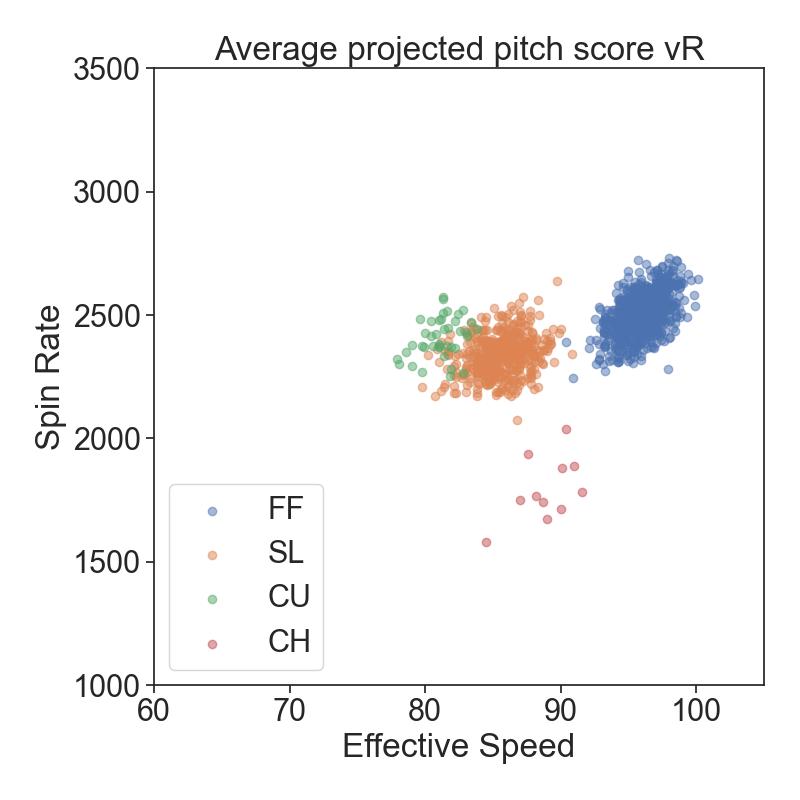 Average projected pitch score vR
3500
3000
2500
2000
1500
1000
Spin Rate
FF
SL
CU
CH
60 70 80 90 100
Effective Speed